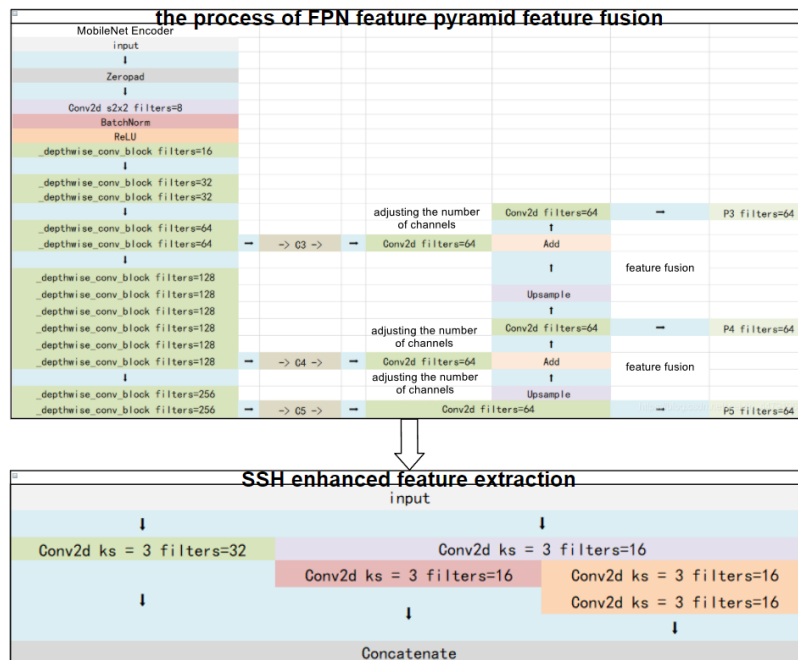 the process of FPN feature pyramid feature fusion
MobileNet Encoder
input
Zeropad
Conv2d s2x2 filters=8
BatchNorm
ReLU
_depthwise_conv_block filters=16
_depthwise_conv_block filters=32
_depthwise_conv_block filters=32
adjusting the number of channels
Conv2d filters=64
→
P3 filters=64
_depthwise_conv_block filters=64
_depthwise_conv_block filters=64
→
-> C3 ->
→
Conv2d filters=64
Add
feature fusion
_depthwise_conv_block filters=128
_depthwise_conv_block filters=128
Upsample
_depthwise_conv_block filters=128
_depthwise_conv_block filters=128
adjusting the number of channels
Conv2d filters=64
→
P4 filters=64
_depthwise_conv_block filters=128
_depthwise_conv_block filters=128
→
-> C4 ->
→
Conv2d filters=64
Add
feature fusion
adjusting the number of channels
_depthwise_conv_block filters=256
Upsample
_depthwise_conv_block filters=256
→
-> C5 ->
→
Conv2d filters=64
→
P5 filters=64
SSH enhanced feature extraction
input
Conv2d ks = 3 filters=32
Conv2d ks = 3 filters=16
Conv2d ks = 3 filters=16
Conv2d ks = 3 filters=16
Conv2d ks = 3 filters=16
Concatenate